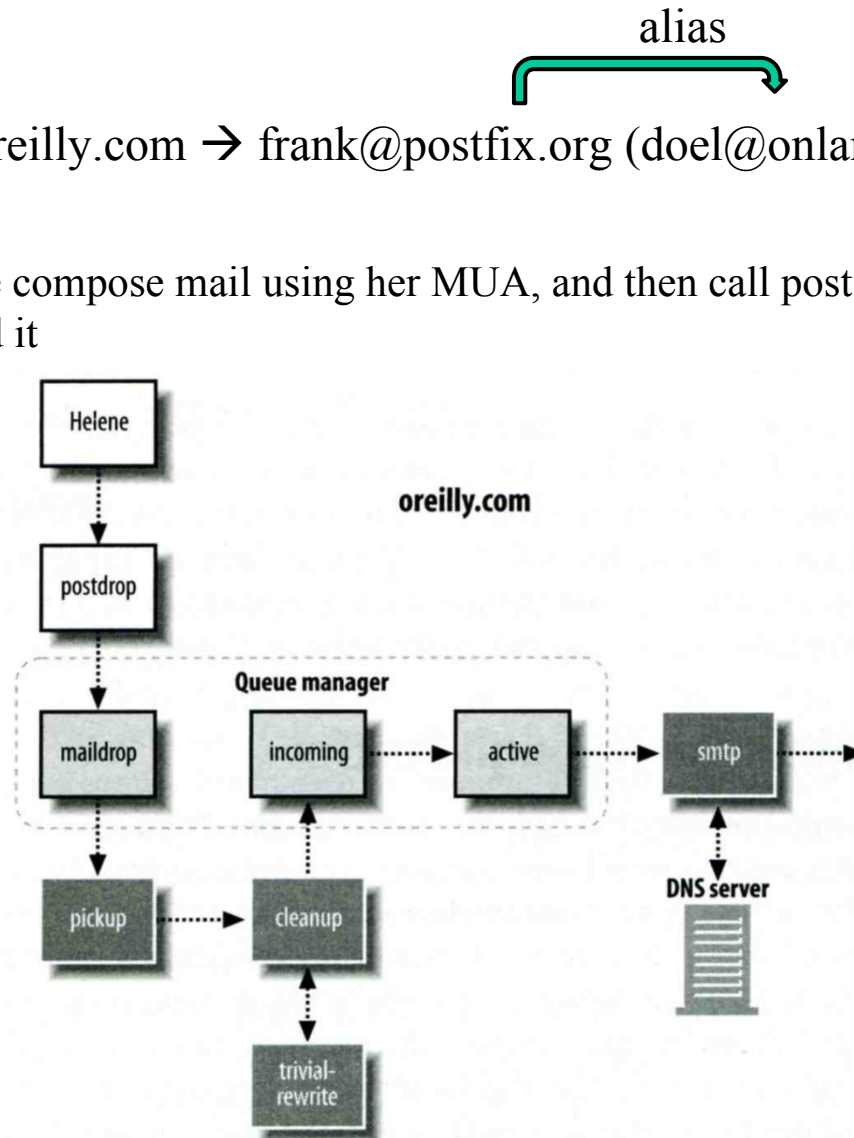 alias
reilly.com → frank@postfix.org (doel@onlar
compose mail using her MUA, and then call post
it
Helene
oreilly.com
postdrop
Queue manager
maildrop
incoming
active
smtp
DNS server
pickup
cleanup
trivial-
rewrite